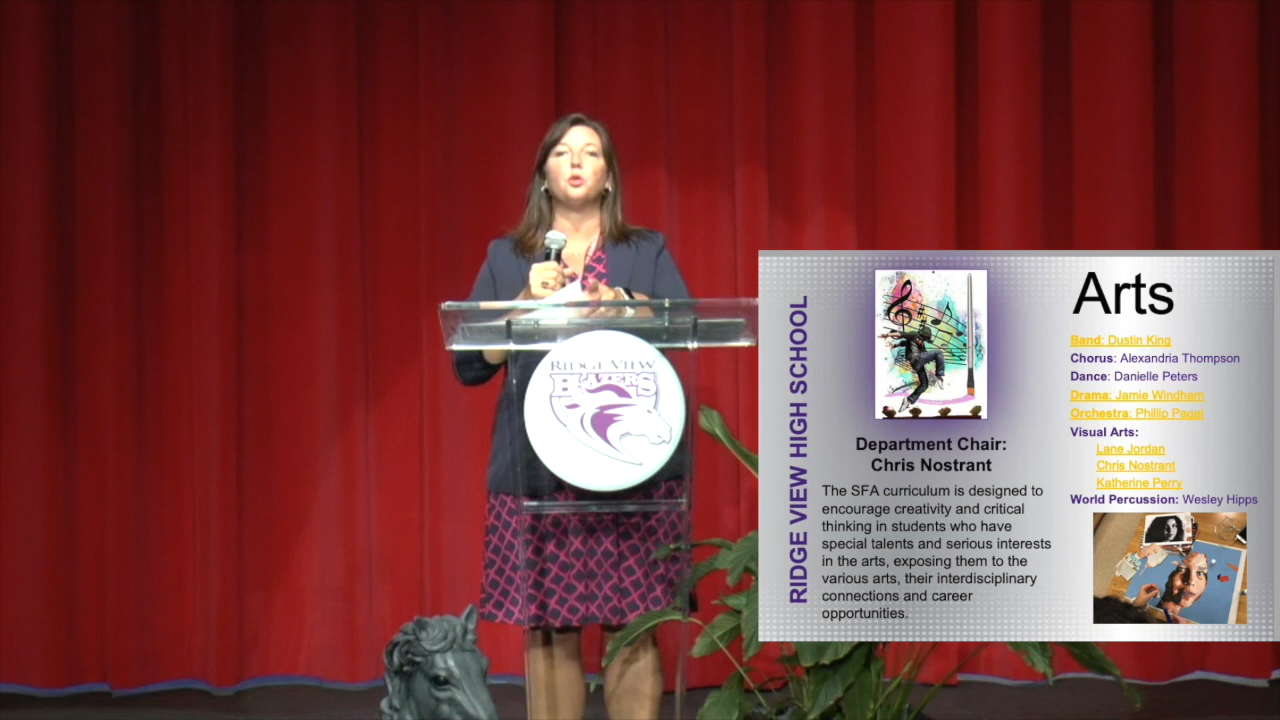 RIDGE VIEW
BLAZERS
RIDGE VIEW HIGH SCHOOL
Department Chair:
Chris Nostrant
The SFA curriculum is designed to
encourage creativity and critical
thinking in students who have
special talents and serious interests
in the arts, exposing them to the
various arts, their interdisciplinary
connections and career
opportunities.
Arts
Band: Dustin King
Chorus: Alexandria Thompson
Dance: Danielle Peters
Drama: Jamie Windham
Orchestra: Phillip Pagal
Visual Arts:
Lane Jordan
Chris Nostrant
Katherine Perry
World Percussion: Wesley Hipps